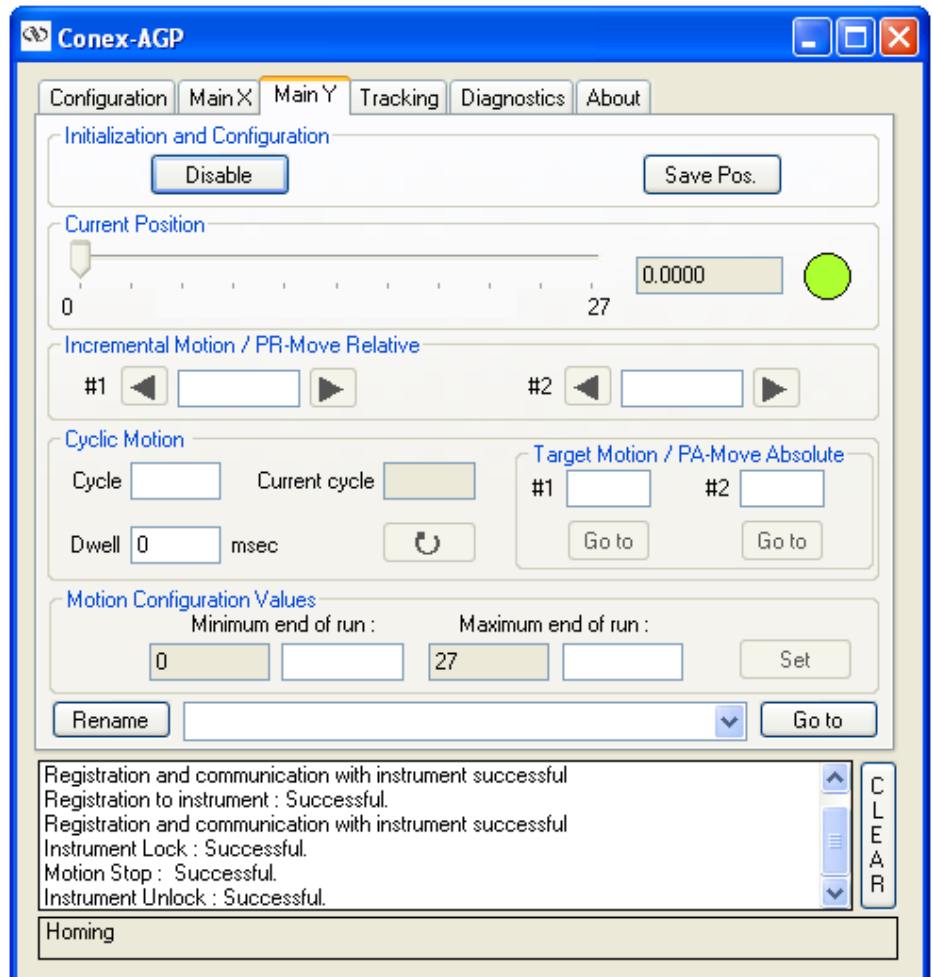 Conex-AGP
Configuration Main X Main Y Tracking Diagnostics About
Initialization and Configuration
Disable Save Pos.
Current Position
0.0000
0 27
Incremental Motion / PR-Move Relative
#1 #2
Cyclic Motion
Target Motion / PA-Move Absolute
Cycle Current cycle #1 #2
Dwell 0 msec Go to Go to
Motion Configuration Values
Minimum end of run : Maximum end of run :
0 27 Set
Rename Go to
Registration and communication with instrument successful
Registration to instrument : Successful.
Registration and communication with instrument successful
Instrument Lock : Successful.
Motion Stop : Successful.
Instrument Unlock : Successful.
CLEAR
Homing